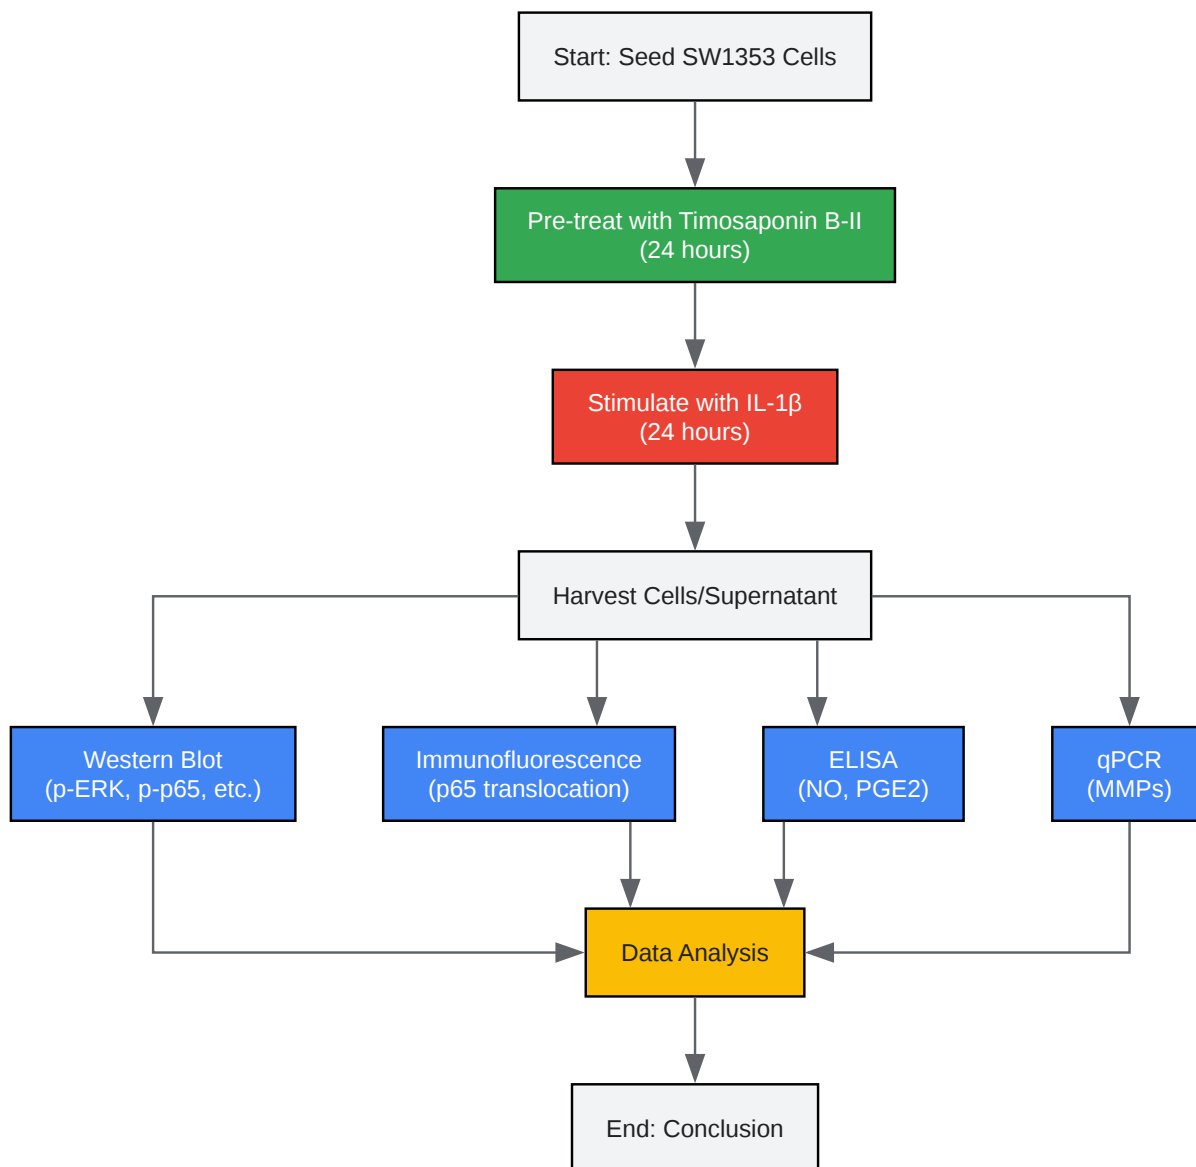 Start: Seed SW1353 Cells
Pre-treat with Timosaponin B-II
(24 hours)
Stimulate with IL-1β
(24 hours)
Harvest Cells/Supernatant
Western Blot
(p-ERK, p-p65, etc.)
Immunofluorescence
(p65 translocation)
ELISA
(NO, PGE2)
qPCR
(MMPs)
Data Analysis
End: Conclusion